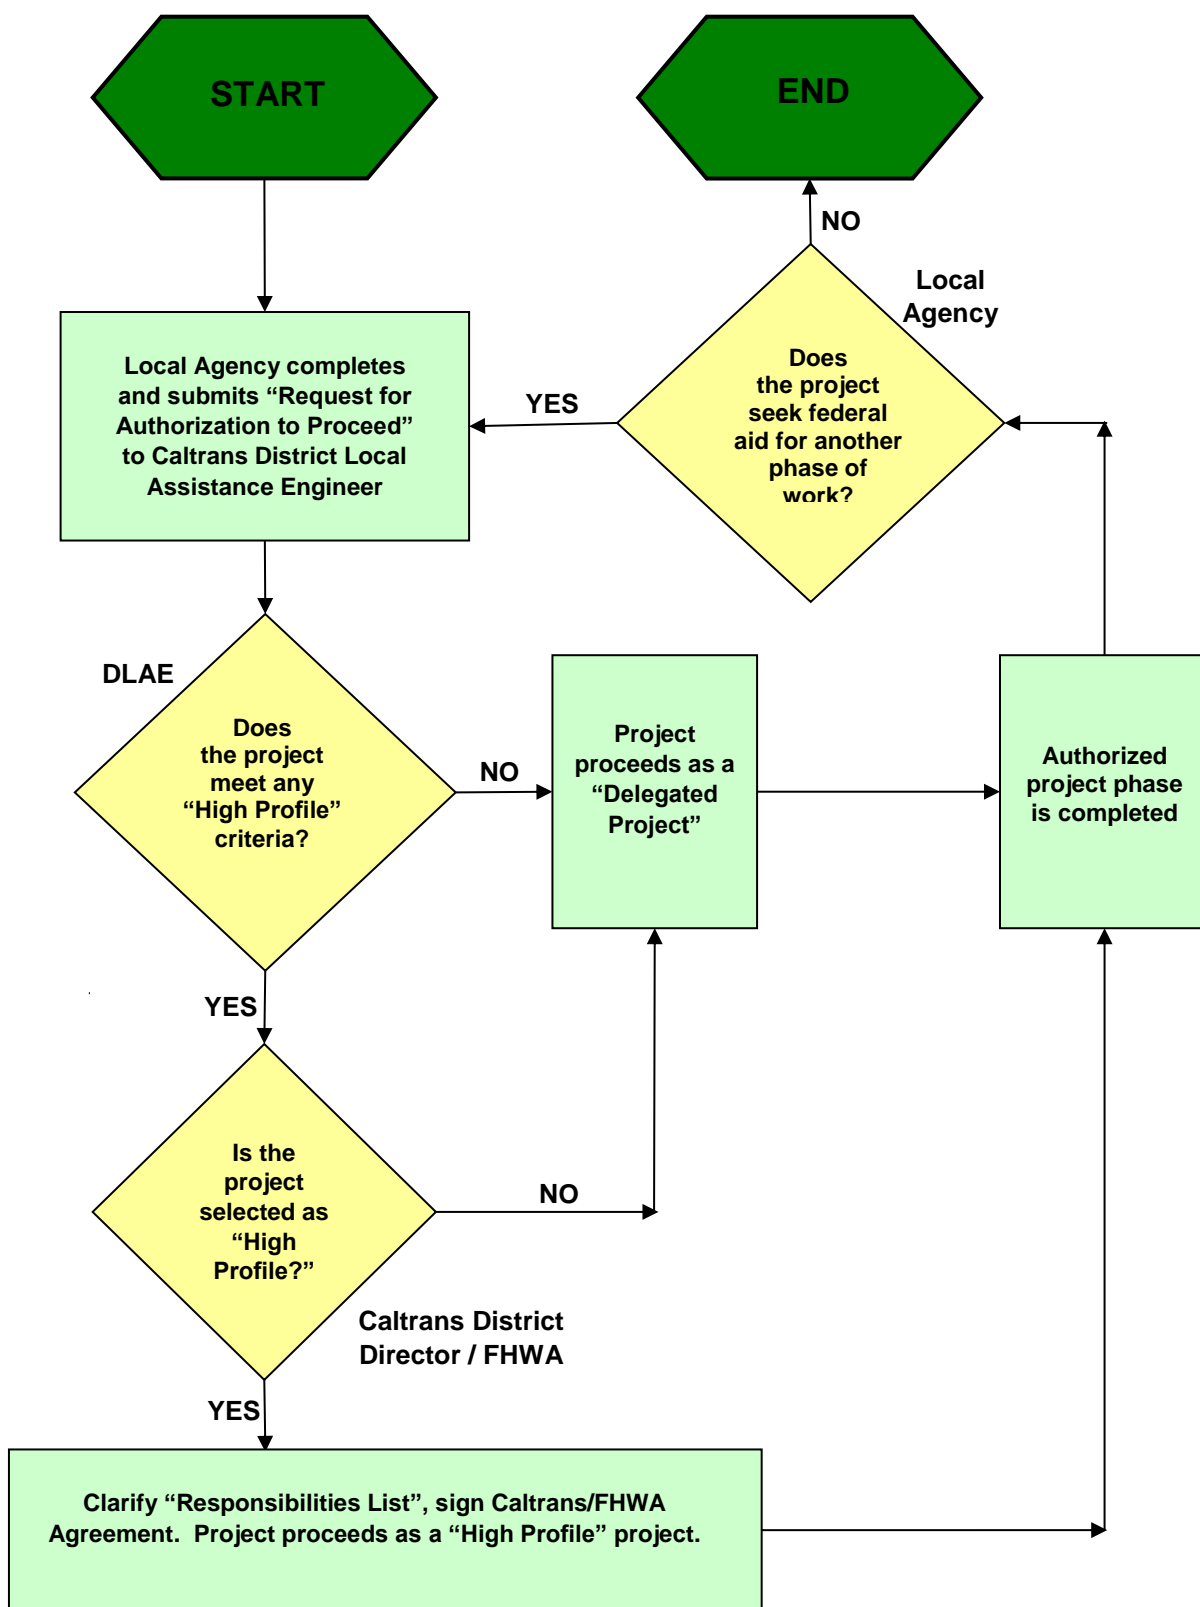 START
END
NO
Local
Agency
Local Agency completes
and submits “Request for
Authorization to Proceed”
to Caltrans District Local
Assistance Engineer
YES
Does
the project
seek federal
aid for another
phase of
work?
DLAE
Does
the project
meet any
“High Profile”
criteria?
NO
Project
proceeds as a
“Delegated
Project”
Authorized
project phase
is completed
YES
Is the
project
selected as
“High
Profile?”
NO
Caltrans District
Director / FHWA
YES
Clarify “Responsibilities List”, sign Caltrans/FHWA
Agreement.  Project proceeds as a “High Profile” project.